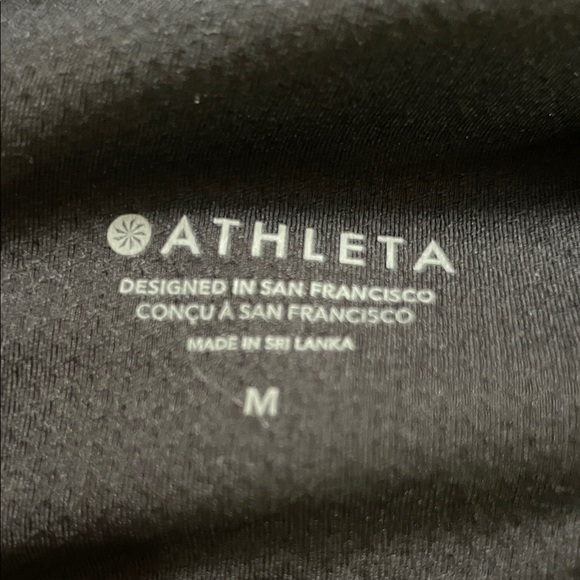 ATHLETA
DESIGNED IN SAN FRANCISCO
CONÇU À SAN FRANCISCO
MADE IN SRI LANKA
M